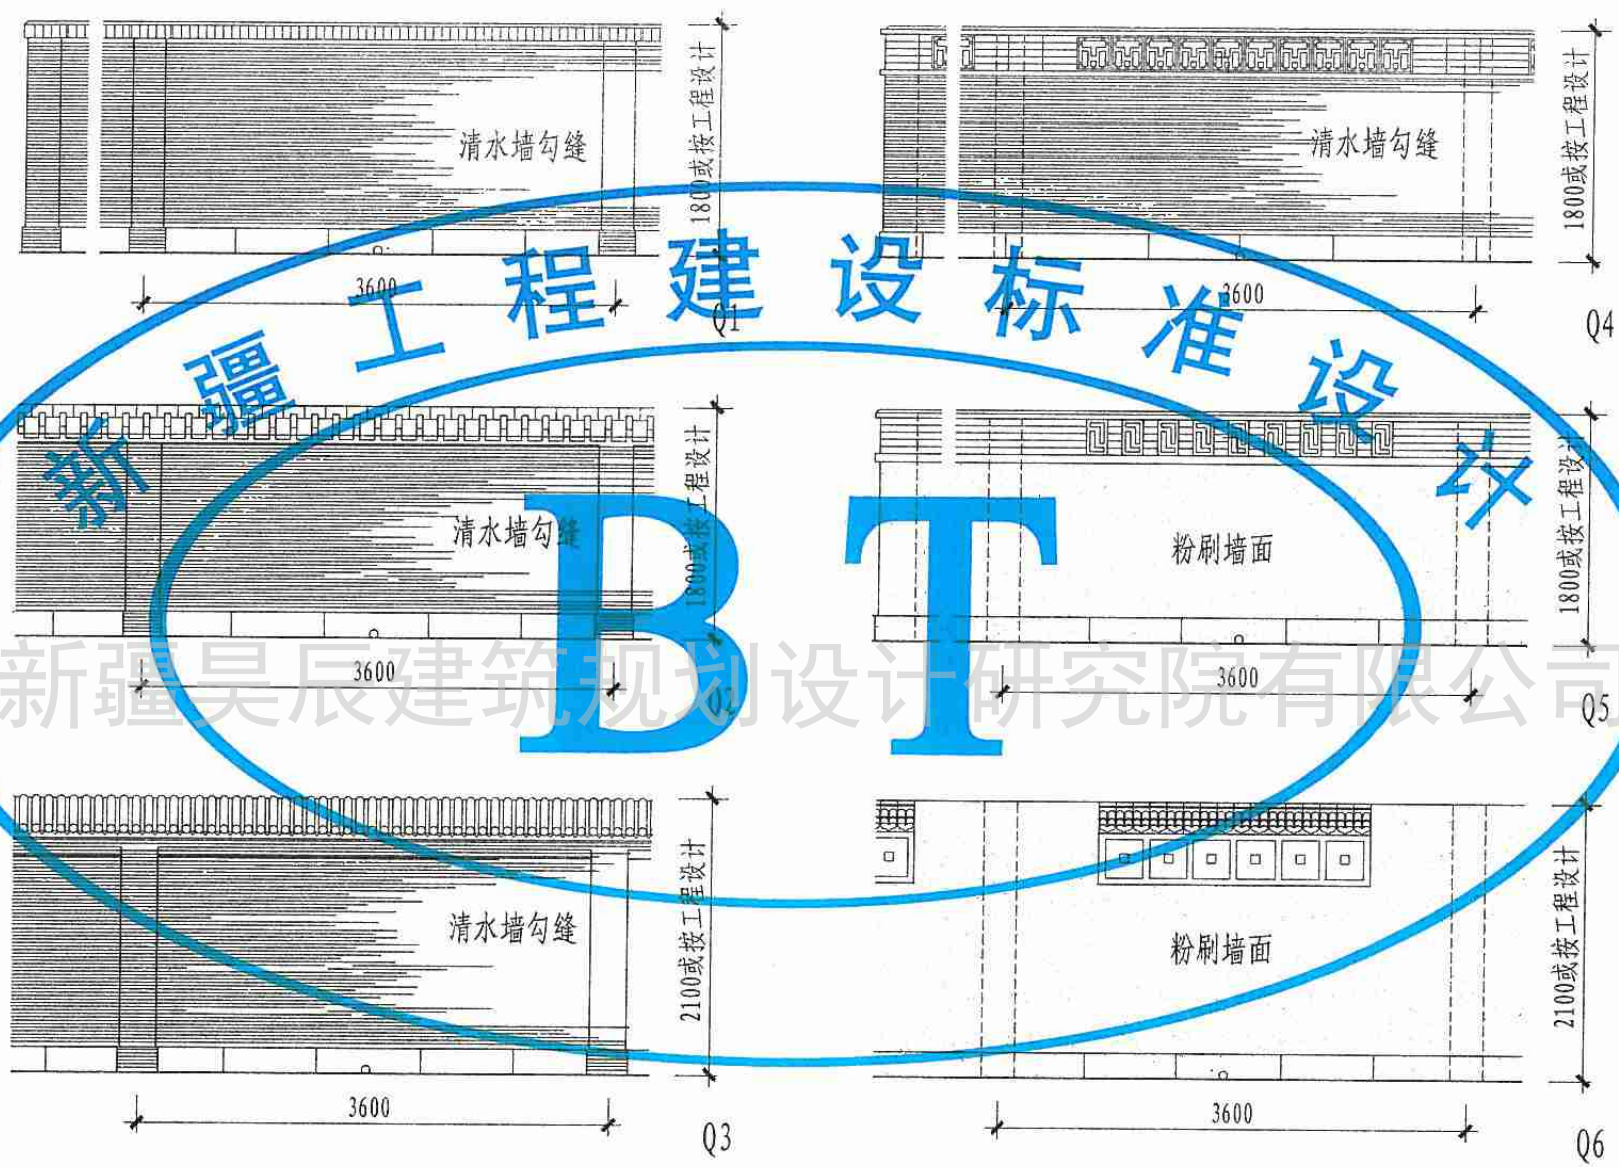 清水墙勾缝
1800或按工程设计
3600
Q1
清水墙勾缝
1800或按工程设计
3600
Q4
新疆工程建设标准设计
清水墙勾缝
1800或按工程设计
3600
Q2
粉刷墙面
1800或按工程设计
3600
Q5
BT
新疆昊辰建筑规划设计研究院有限公司
清水墙勾缝
2100或按工程设计
3600
Q3
粉刷墙面
2100或按工程设计
3600
Q6